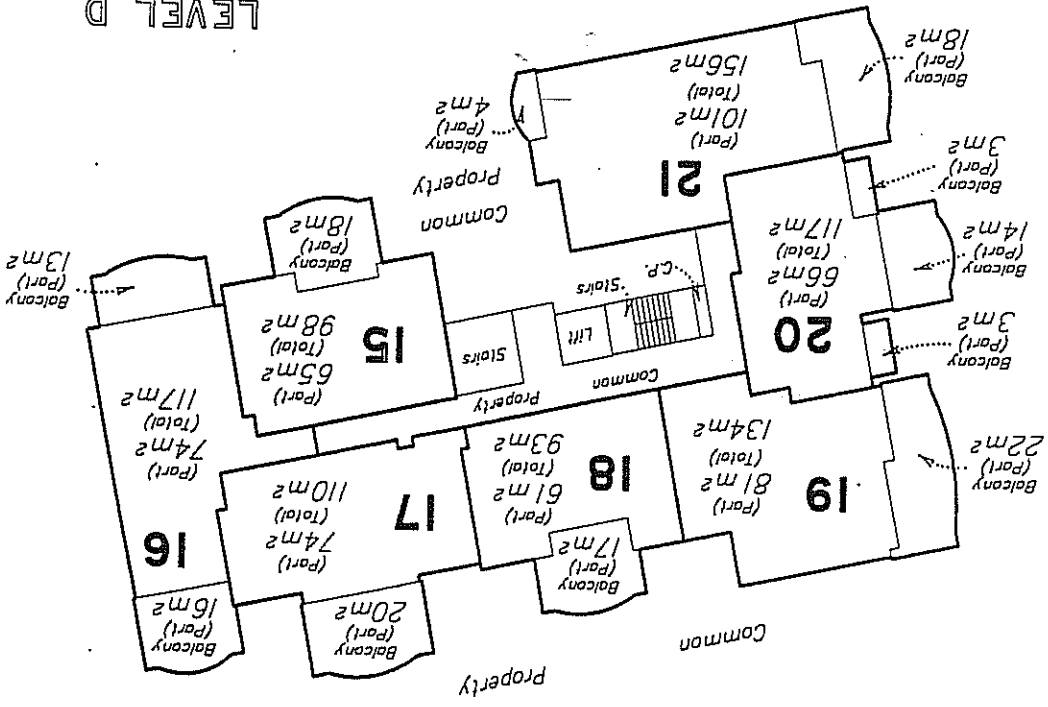 Common
Property
Balcony
(Part)
22m²
19
(Part)
81m²
(Total)
134m²
Balcony
(Part)
17m²
18
(Part)
61m²
(Total)
93m²
Balcony
(Part)
20m²
17
(Part)
74m²
(Total)
110m²
Balcony
(Part)
16m²
16
(Part)
74m²
(Total)
117m²
Balcony
(Part)
13m²
Balcony
(Part)
3m²
20
(Part)
66m²
(Total)
117m²
Balcony
(Part)
14m²
Balcony
(Part)
3m²
Common
Property
Lift
Stairs
Stairs
C.P.
15
(Part)
65m²
(Total)
98m²
Balcony
(Part)
18m²
21
(Part)
101m²
(Total)
156m²
Balcony
(Part)
18m²
Balcony
(Part)
4m²
Common
Property
LEVEL D